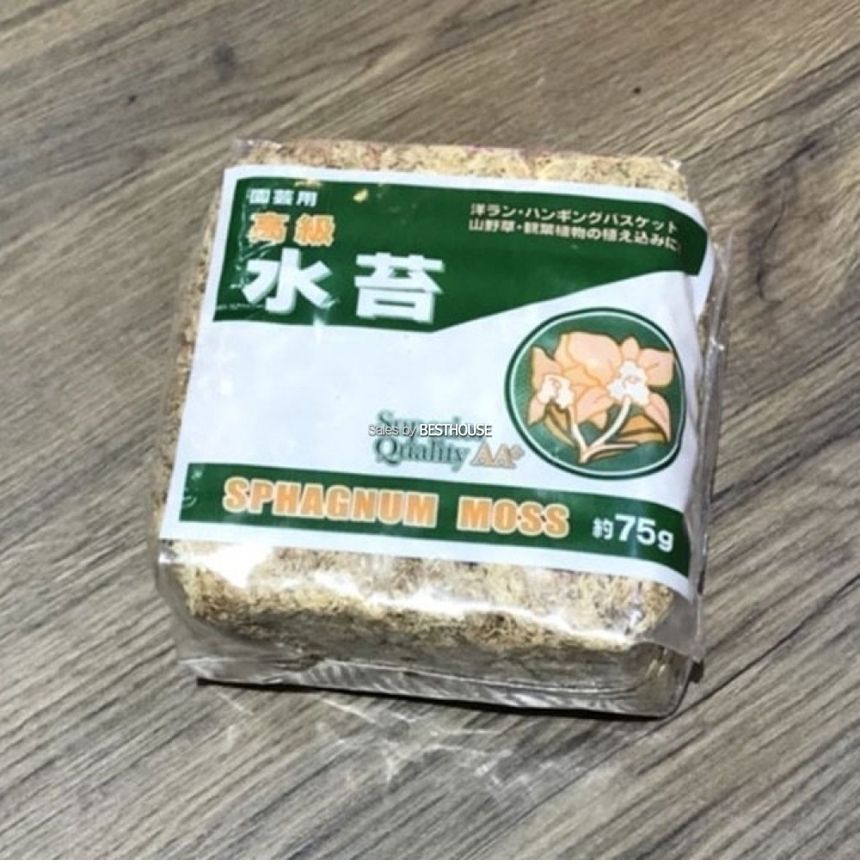 園芸用
高級
水苔
洋ラン・ハンギングバスケット
山野草・観葉植物の植え込みに
Sales by BESTHOUSE
Quality AA+
SPHAGNUM MOSS 約75g